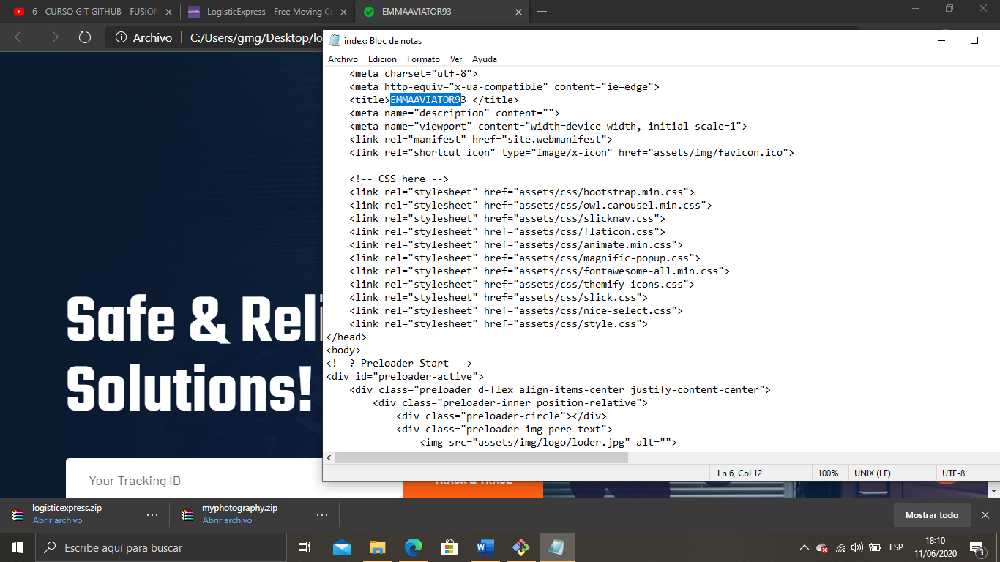 6 - CURSO GIT GITHUB - FUSION
LogisticExpress - Free Moving Co
EMMAAVIATOR93
Archivo
C:/Users/gmg/Desktop/lo
index: Bloc de notas
Archivo Edición Formato Ver Ayuda
<meta charset="utf-8">
<meta http-equiv="x-ua-compatible" content="ie=edge">
<title>EMMAAVIATOR93 </title>
<meta name="description" content="">
<meta name="viewport" content="width=device-width, initial-scale=1">
<link rel="manifest" href="site.webmanifest">
<link rel="shortcut icon" type="image/x-icon" href="assets/img/favicon.ico">
<!-- CSS here -->
<link rel="stylesheet" href="assets/css/bootstrap.min.css">
<link rel="stylesheet" href="assets/css/owl.carousel.min.css">
<link rel="stylesheet" href="assets/css/slicknav.css">
<link rel="stylesheet" href="assets/css/flaticon.css">
<link rel="stylesheet" href="assets/css/animate.min.css">
<link rel="stylesheet" href="assets/css/magnific-popup.css">
<link rel="stylesheet" href="assets/css/fontawesome-all.min.css">
<link rel="stylesheet" href="assets/css/themify-icons.css">
<link rel="stylesheet" href="assets/css/slick.css">
<link rel="stylesheet" href="assets/css/nice-select.css">
<link rel="stylesheet" href="assets/css/style.css">
</head>
<body>
<!--? Preloader Start -->
<div id="preloader-active">
<div class="preloader d-flex align-items-center justify-content-center">
<div class="preloader-inner position-relative">
<div class="preloader-circle"></div>
<div class="preloader-img pere-text">
<img src="assets/img/logo/loder.jpg" alt="">
Ln 6, Col 12
100%
UNIX (LF)
UTF-8
Safe & Reli
Solutions!
Your Tracking ID
TRACK & TRACE
logisticexpress.zip
Abrir archivo
myphotography.zip
Abrir archivo
Mostrar todo
Escribe aquí para buscar
ESP
18:10
11/06/2020
3